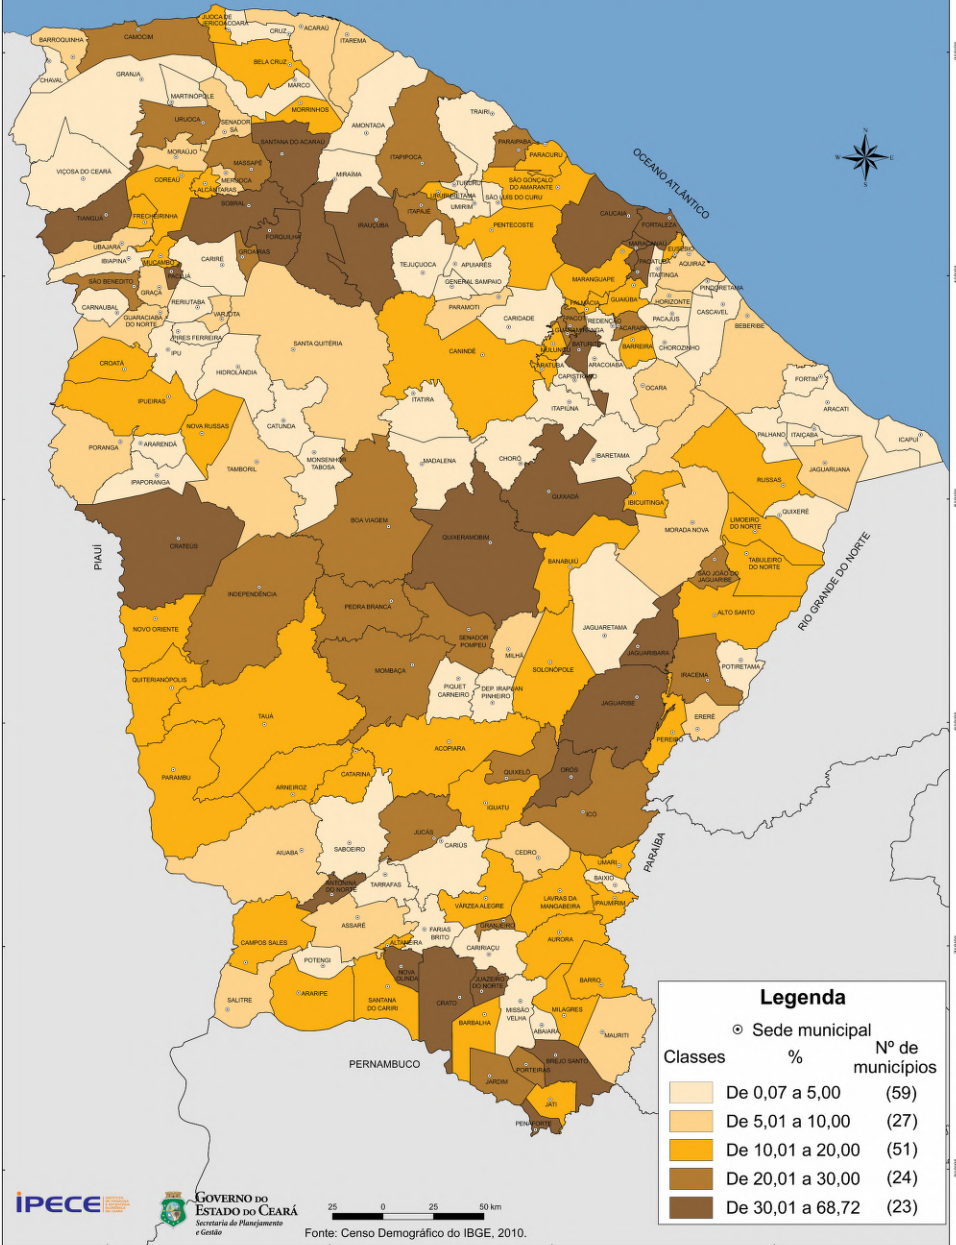 JIJOCA DE
JERICOACOARA
CRUZ
ACARAÚ
ITAREMA
BARROQUINHA
CAMOCIM
BELA CRUZ
CHAVAL
GRANJA
MARCO
MARTINÓPOLE
MORRINHOS
TRAIRI
URUOCA
SENADOR
SÁ
AMONTADA
SANTANA DO ACARAÚ
PARAIPABA
MORAÚJO
MASSAPÊ
ITAPIPOCA
PARACURU
OCEANO ATLÂNTICO
N
W
E
S
VIÇOSA DO CEARÁ
COREAÚ
MERUOCA
MIRAÍMA
TURURU
SÃO GONÇALO
DO AMARANTE
ALCÂNTARAS
SÃO LUÍS DO CURU
UMIRIM
SOBRAL
ITAPAJÉ
TIANGUÁ
FRECHEIRINHA
IRAUÇUBA
PENTECOSTE
CAUCAIA
FORTALEZA
FORQUILHA
MARACANAÚ
EUSÉBIO
UBAJARA
IBIAPINA
MUCAMBO
CARIRÉ
GROAÍRAS
TEJUÇUOCA
APUIARÉS
PACATUBA
AQUIRAZ
ITAITINGA
PACUJÁ
GENERAL SAMPAIO
MARANGUAPE
SÃO BENEDITO
GRAÇA
PINDORETAMA
GUAIÚBA
HORIZONTE
CARNAUBAL
RERIUTABA
PALMÁCIA
CASCAVEL
GUARACIABA
DO NORTE
VARJOTA
PARAMOTI
CARIDADE
REDENÇÃO
PACAJUS
BEBERIBE
ACARAPE
PIRES FERREIRA
BATURITÉ
BARREIRA
CHOROZINHO
SANTA QUITÉRIA
CANINDÉ
MULUNGU
IPU
ARATUBA
ARACOIABA
CROATÁ
HIDROLÂNDIA
CAPISTRANO
FORTIM
OCARA
IPUEIRAS
ITATIRA
ITAPIÚNA
ARACATI
NOVA RUSSAS
CATUNDA
PALHANO
ITAIÇABA
ICAPUÍ
PORANGA
ARARENDÁ
MONSENHOR
TABOSA
MADALENA
CHORÓ
IBARETAMA
TAMBORIL
JAGUARUANA
IPAPORANGA
RUSSAS
QUIXADÁ
IBICUITINGA
QUIXERÉ
BOA VIAGEM
MORADA NOVA
LIMOEIRO
DO NORTE
CRATEÚS
QUIXERAMOBIM
PIAUÍ
BANABUIÚ
TABULEIRO
DO NORTE
SÃO JOÃO DO
JAGUARIBE
RIO GRANDE DO NORTE
INDEPENDÊNCIA
PEDRA BRANCA
ALTO SANTO
NOVO ORIENTE
JAGUARETAMA
SENADOR
POMPEU
MILHÃ
JAGUARIBARA
MOMBAÇA
SOLONÓPOLE
POTIRETAMA
IRACEMA
QUITERIANÓPOLIS
PIQUET
CARNEIRO
DEP. IRAPUAN
PINHEIRO
JAGUARIBE
TAUÁ
ERERÊ
PEREIRO
ACOPIARA
PARAMBU
CATARINA
QUIXELÔ
ORÓS
ARNEIROZ
IGUATU
ICÓ
JUCÁS
SABOEIRO
CARIÚS
AIUABA
CEDRO
PARAÍBA
UMARI
BAIXIO
ANTONINA
DO NORTE
TARRAFAS
VÁRZEA ALEGRE
LAVRAS DA
MANGABEIRA
IPAUMIRIM
ASSARÉ
FARIAS
BRITO
GRANJEIRO
AURORA
CAMPOS SALES
ALTANEIRA
CARIRIAÇU
POTENGI
NOVA
OLINDA
JUAZEIRO
DO NORTE
BARRO
ARARIPE
SANTANA
DO CARIRI
CRATO
SALITRE
MISSÃO
VELHA
MILAGRES
BARBALHA
ABAIARA
MAURITI
PERNAMBUCO
BREJO SANTO
PORTEIRAS
JARDIM
JATI
PENAFORTE
Legenda
Sede municipal
Classes % Nº de
municípios
De 0,07 a 5,00 (59)
De 5,01 a 10,00 (27)
De 10,01 a 20,00 (51)
De 20,01 a 30,00 (24)
De 30,01 a 68,72 (23)
iPECE
GOVERNO DO
ESTADO DO CEARÁ
Secretaria do Planejamento
e Gestão
25 0 25 50 km
Fonte: Censo Demográfico do IBGE, 2010.